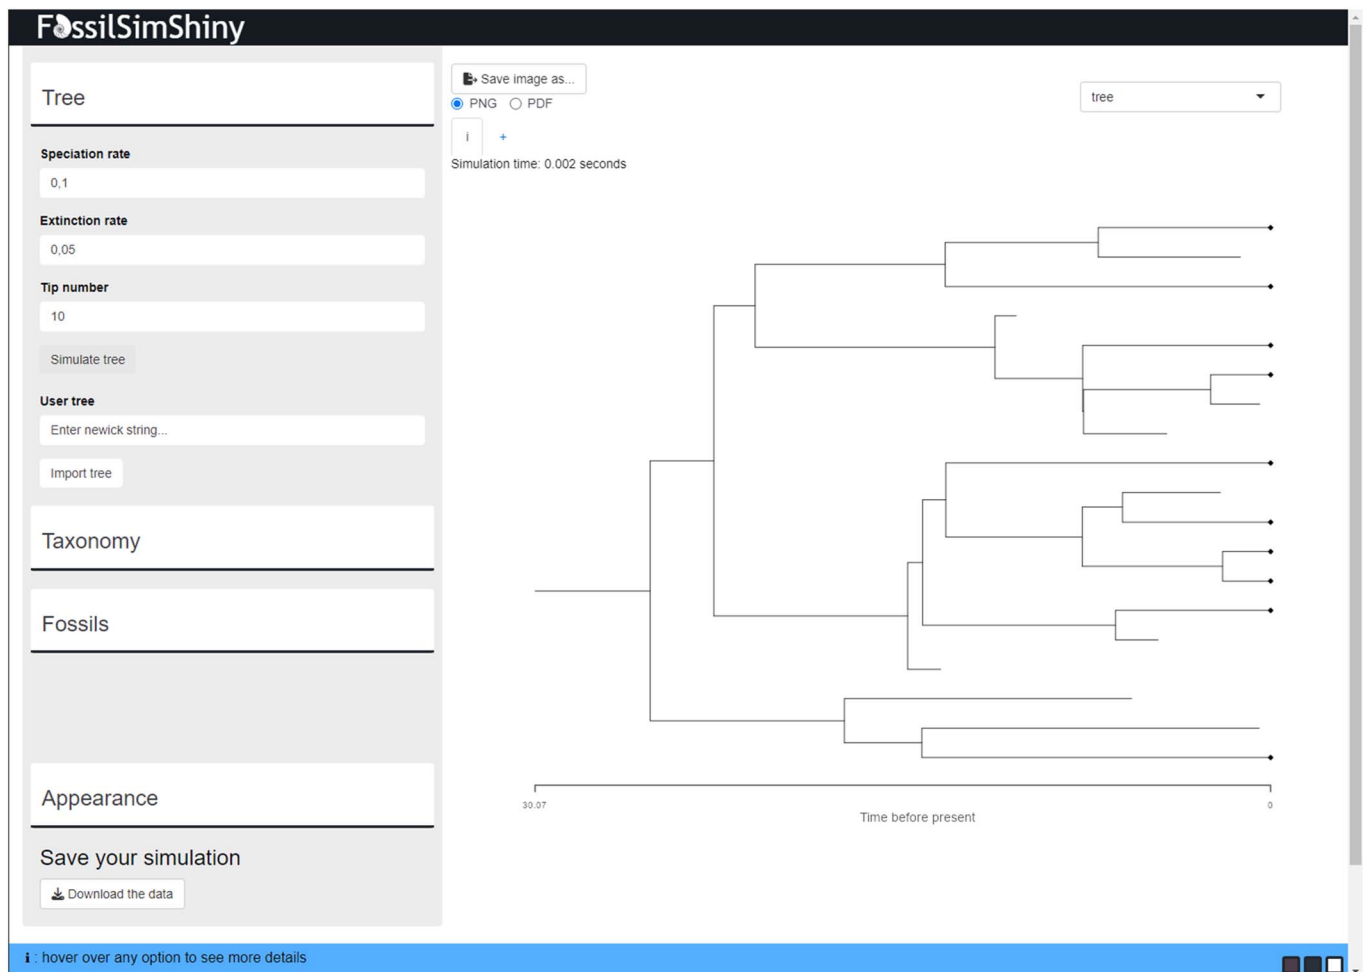 FossilSimShiny
Tree
Speciation rate
0,1
Extinction rate
0,05
Tip number
10
Simulate tree
User tree
Enter newick string...
Import tree
Taxonomy
Fossils
Appearance
Save your simulation
Download the data
Save image as...
PNG PDF
i +
Simulation time: 0.002 seconds
tree
30.07 0
Time before present
i : hover over any option to see more details